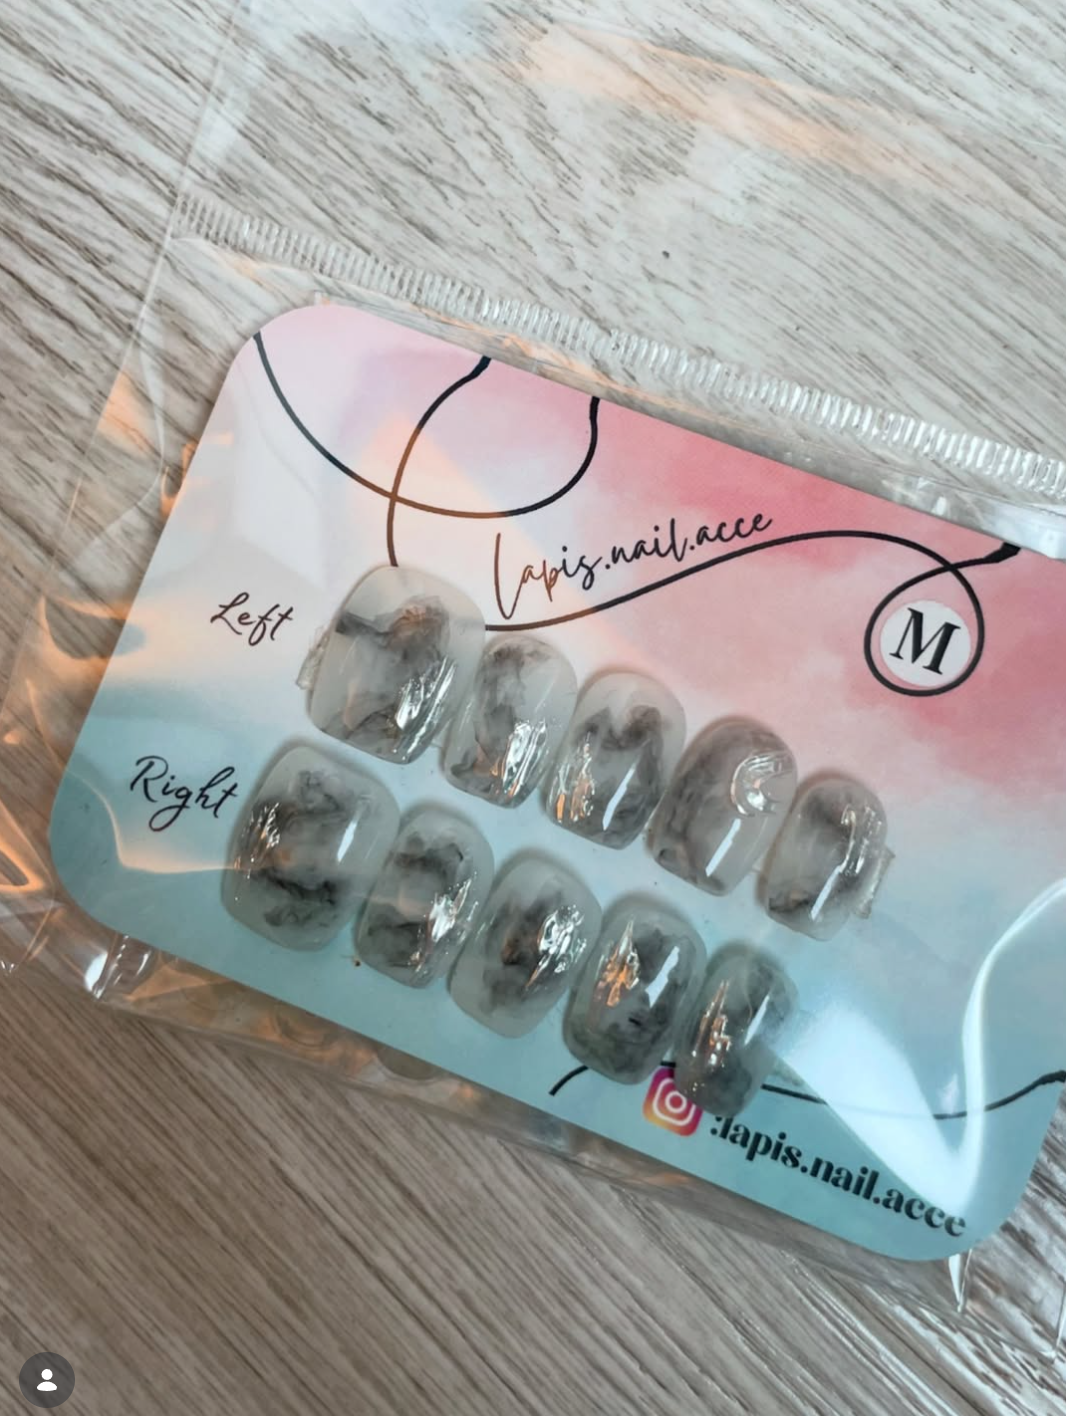 Lapis.nail.acce
M
Left
Right
:lapis.nail.acce